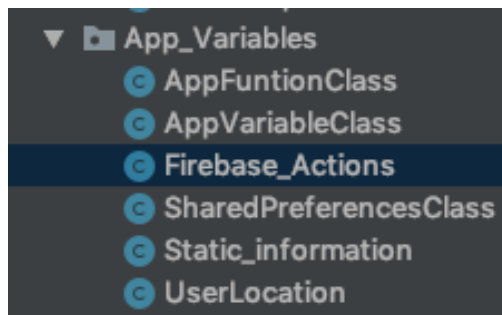 App_Variables
AppFuntionClass
AppVariableClass
Firebase_Actions
SharedPreferencesClass
Static_information
UserLocation